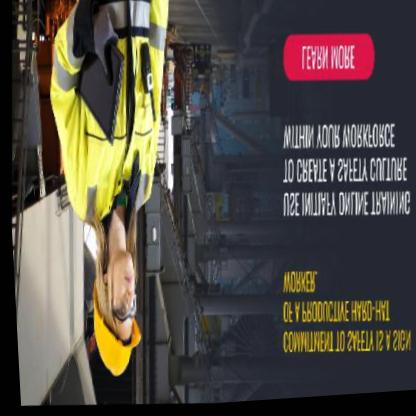 COMMITMENT TO SAFETY IS A SIGN
OF A PRODUCTIVE HARD-HAT
WORKER.
USE INITIAFY ONLINE TRAINING
TO CREATE A SAFETY CULTURE
WITHIN YOUR WORKFORCE
LEARN MORE